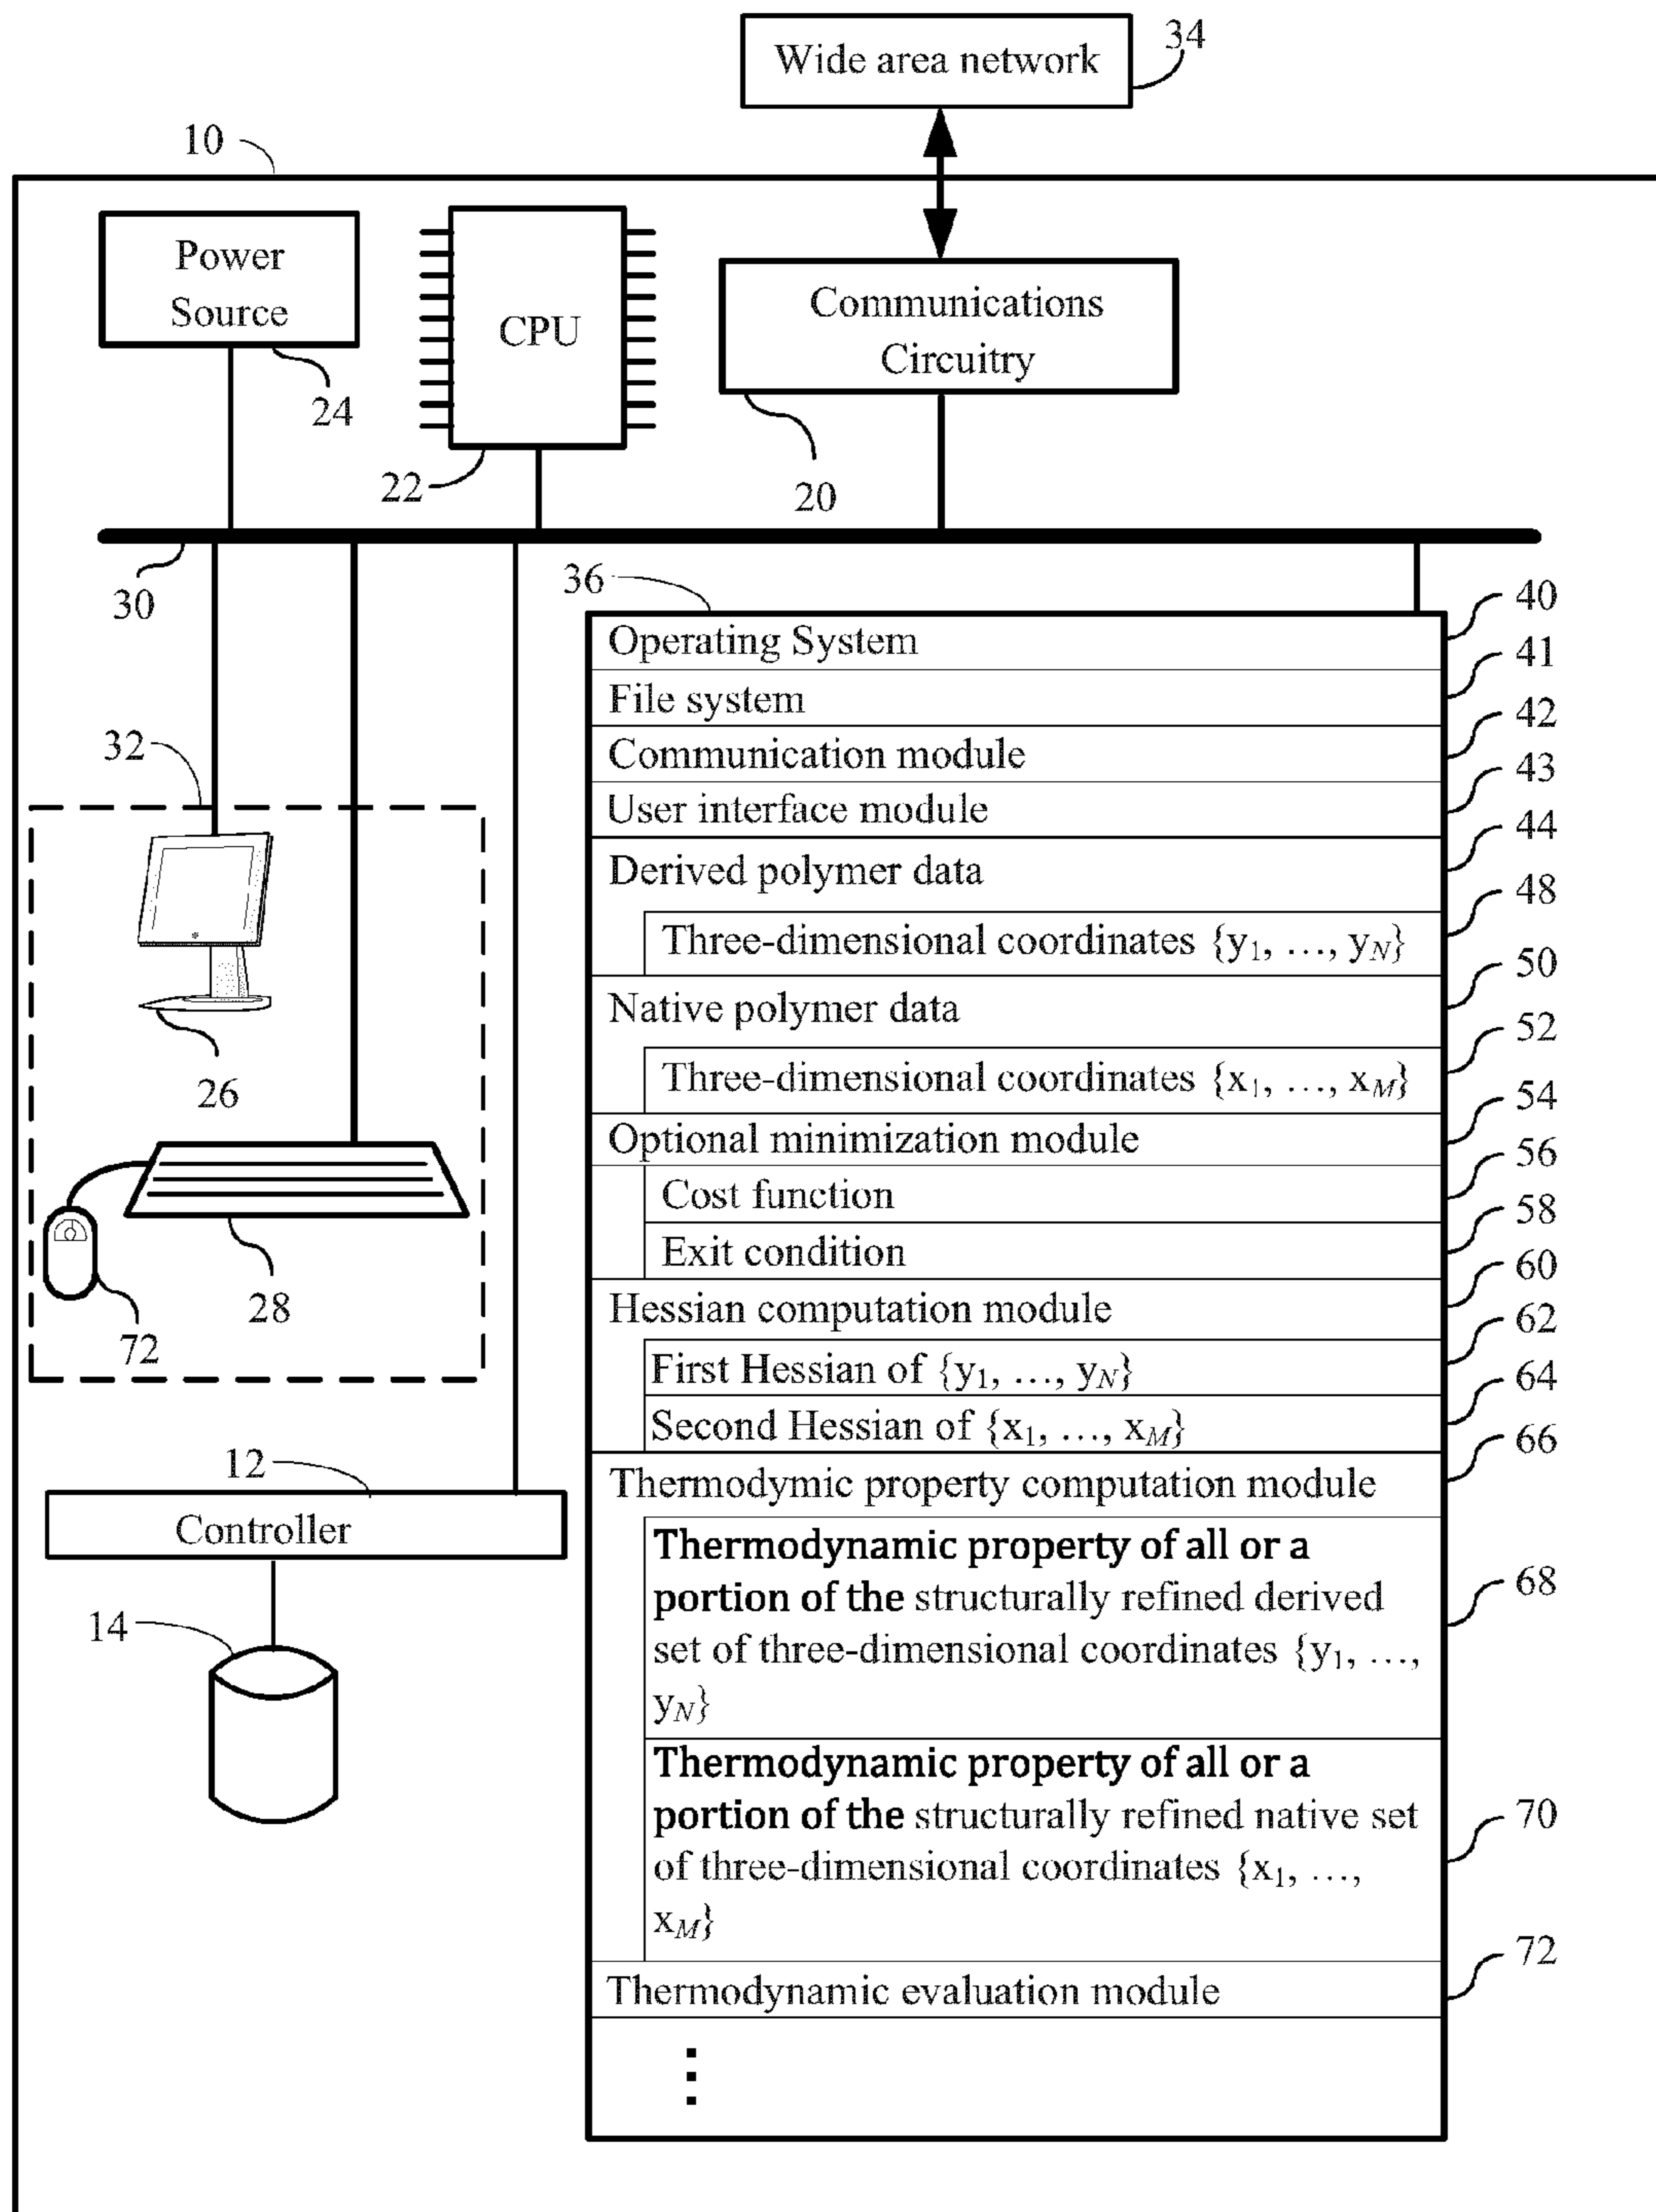 Wide area network
34
10
Power
Source
24
CPU
22
Communications
Circuitry
20
30
36
Operating System
40
File system
41
Communication module
42
User interface module
43
Derived polymer data
44
Three-dimensional coordinates {y1, …, yN}
48
Native polymer data
50
Three-dimensional coordinates {x1, …, xM}
52
Optional minimization module
54
Cost function
56
Exit condition
58
Hessian computation module
60
First Hessian of {y1, …, yN}
62
Second Hessian of {x1, …, xM}
64
Thermodymic property computation module
66
Thermodynamic property of all or a
portion of the structurally refined derived
set of three-dimensional coordinates {y1, …,
yN}
68
Thermodynamic property of all or a
portion of the structurally refined native set
of three-dimensional coordinates {x1, …,
xM}
70
Thermodynamic evaluation module
72
32
26
28
72
12
Controller
14